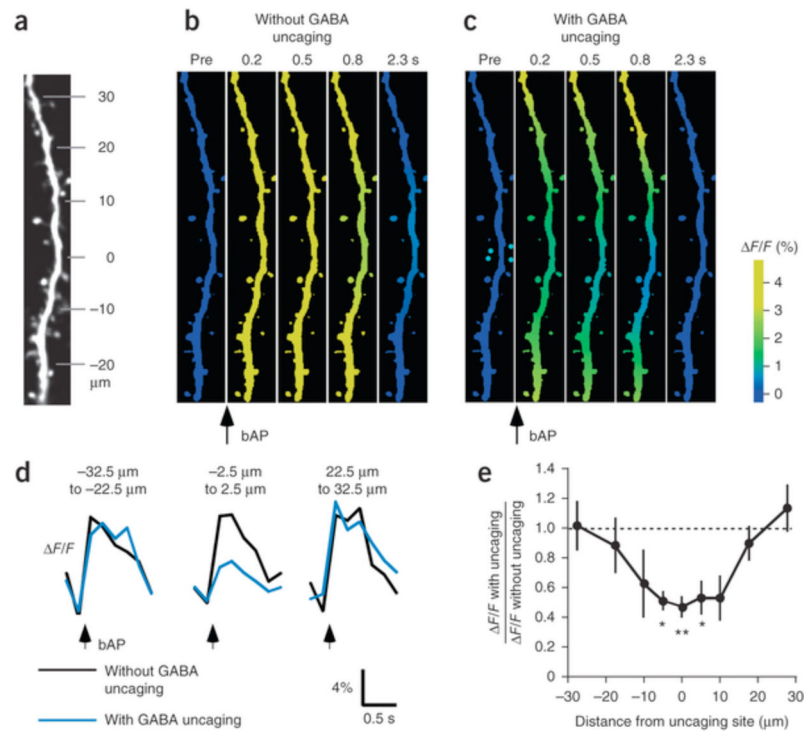 a
30
20
10
0
−10
−20
μm
b
Without GABA
uncaging
Pre 0.2 0.5 0.8 2.3 s
bAP
c
With GABA
uncaging
Pre 0.2 0.5 0.8 2.3 s
bAP
ΔF/F (%)
4
3
2
1
0
d
−32.5 μm
to −22.5 μm
−2.5 μm
to 2.5 μm
22.5 μm
to 32.5 μm
ΔF/F
bAP
Without GABA
uncaging
With GABA uncaging
4%
0.5 s
e
ΔF/F with uncaging
ΔF/F without uncaging
1.4
1.2
1.0
0.8
0.6
0.4
0.2
0
* ** *
−30 −20 −10 0 10 20 30
Distance from uncaging site (μm)